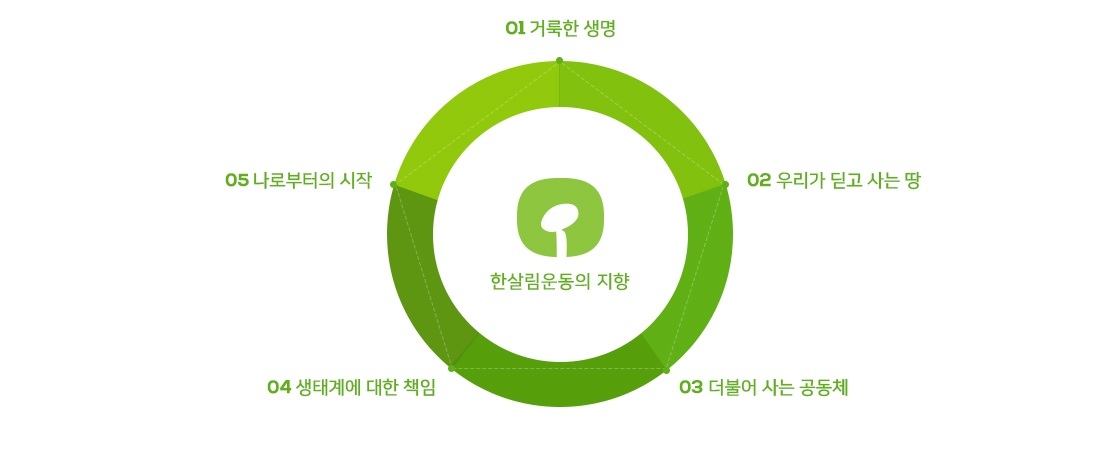 01 거룩한 생명
02 우리가 딛고 사는 땅
03 더불어 사는 공동체
04 생태계에 대한 책임
05 나로부터의 시작
한살림운동의 지향